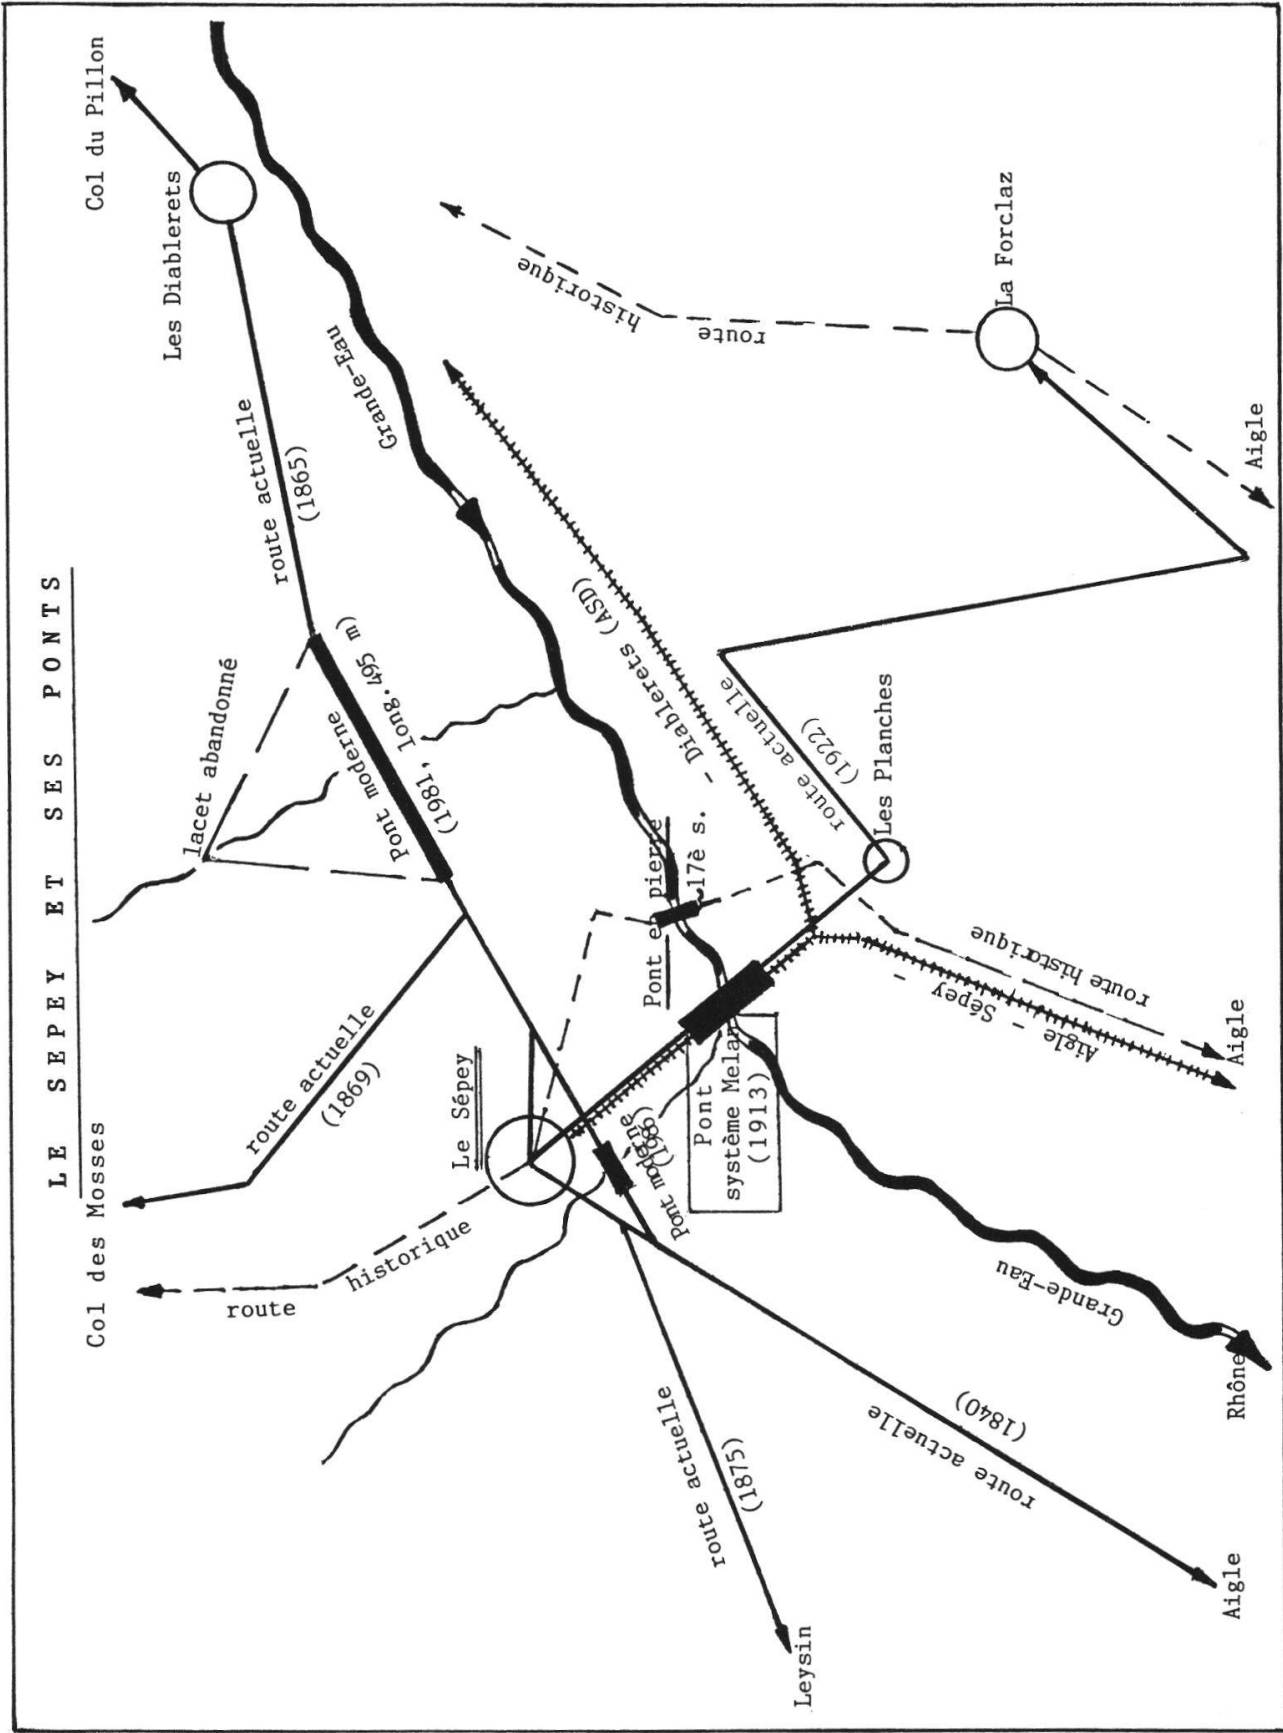 LE SEPEY ET SES PONTS
Col des Mosses
Col du Pillon
route
historique
route actuelle
(1869)
lacet abandonné
Les Diablerets
route actuelle
(1865)
Pont moderne
(1981, long.495 m)
Grande-Eau
Le Sépey
Pont en pierre
17è s.
Pont moderne
(1986)
Pont
système Melan
(1913)
Aigle - Sépey - Diablerets (ASD)
route historique
route actuelle
(1922)
Les Planches
historique
route
La Forclaz
Aigle
Aigle
Grande-Eau
Rhône
route actuelle
(1875)
Leysin
route actuelle
(1840)
Aigle